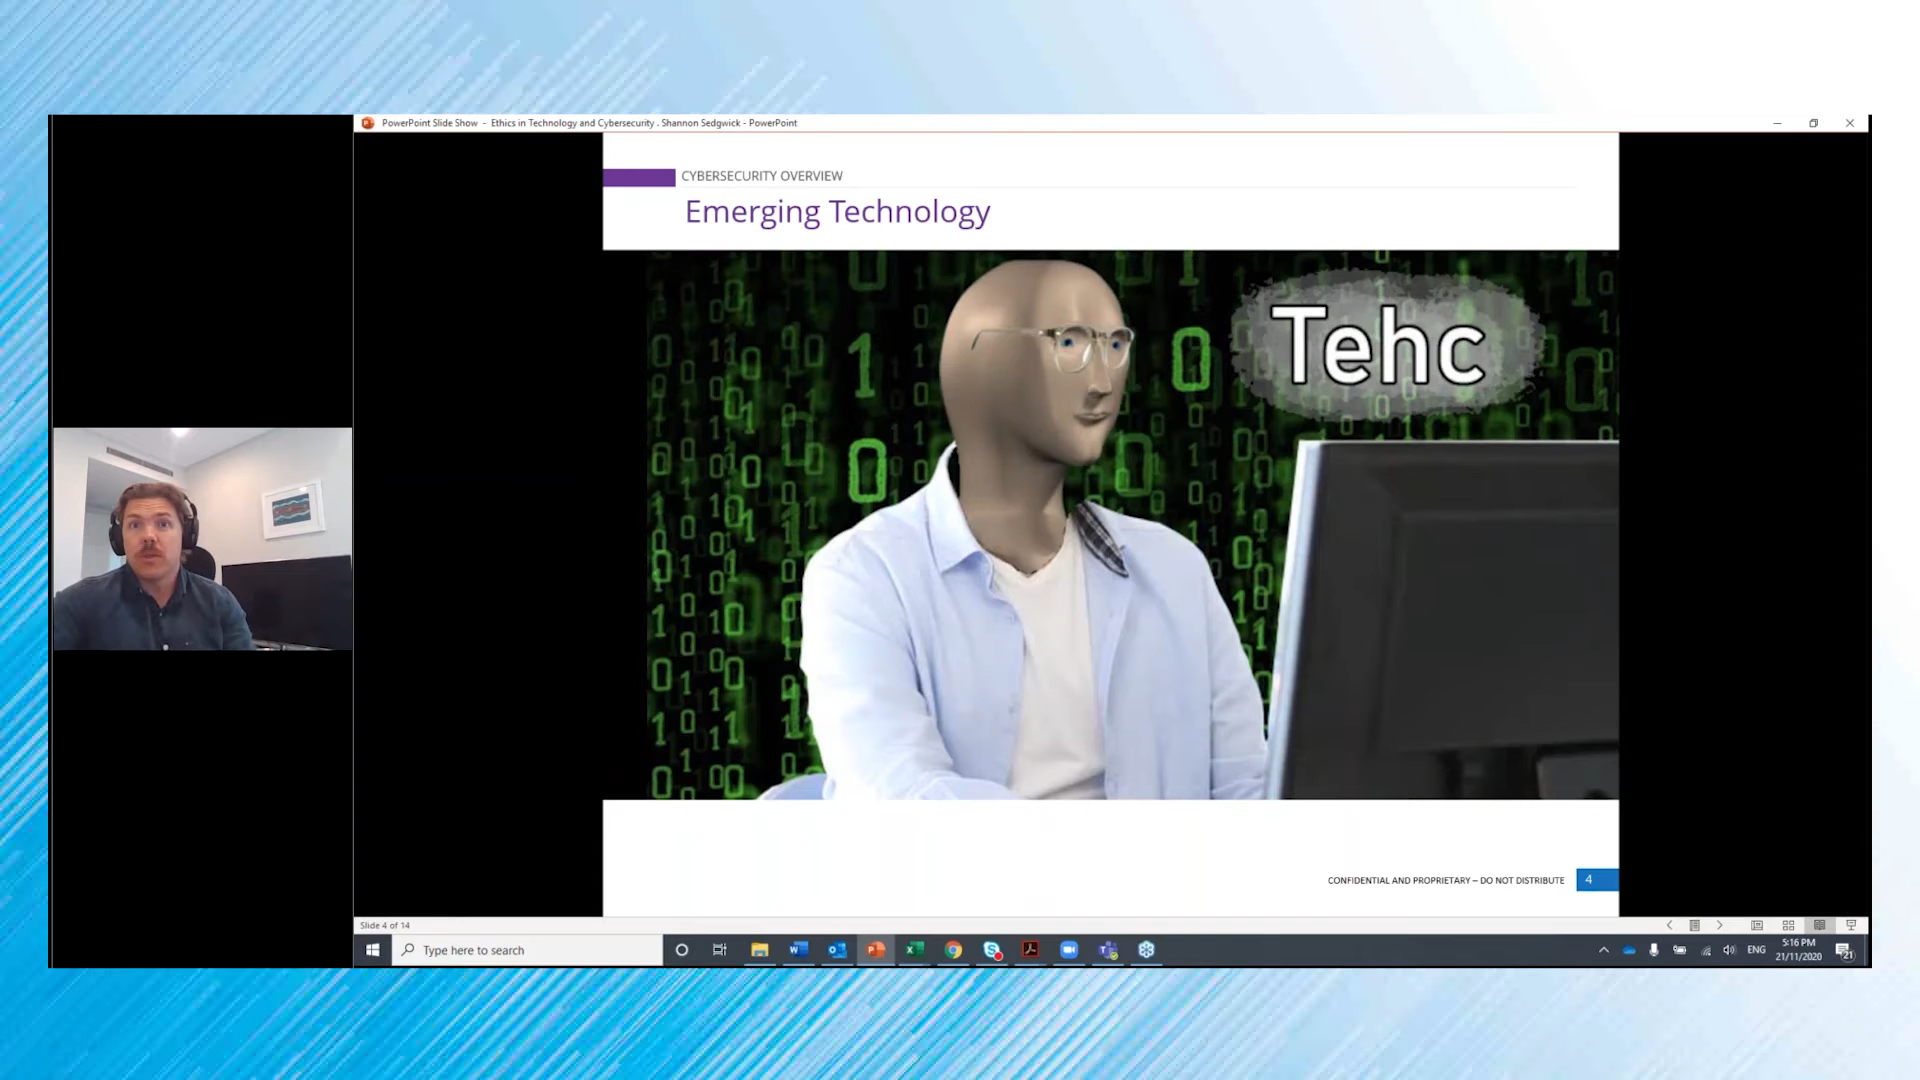 PowerPoint Slide Show - Ethics in Technology and Cybersecurity . Shannon Sedgwick - PowerPoint
CYBERSECURITY OVERVIEW
Emerging Technology
Tehc
CONFIDENTIAL AND PROPRIETARY – DO NOT DISTRIBUTE
4
Slide 4 of 14
Type here to search
ENG
5:16 PM
21/11/2020
21